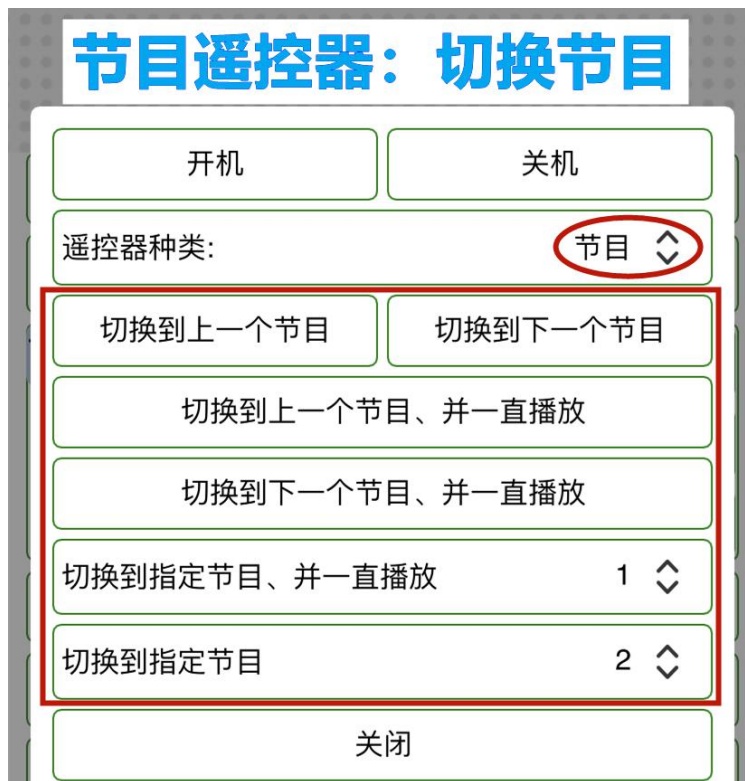 节目遥控器：切换节目
开机 关机
遥控器种类: 节目
切换到上一个节目 切换到下一个节目
切换到上一个节目、并一直播放
切换到下一个节目、并一直播放
切换到指定节目、并一直播放 1
切换到指定节目 2
关闭